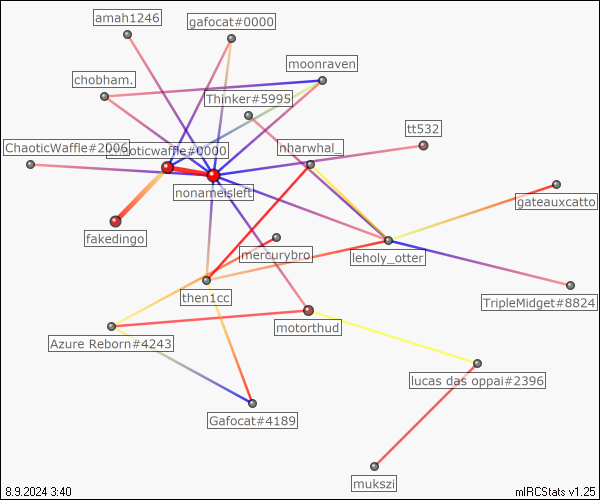 amah1246
gafocat#0000
moonraven
chobham.
Thinker#5995
tt532
ChaoticWaffle#2006
chaoticwaffle#0000
nharwhal_
nonameisleft
gateauxcatto
fakedingo
mercurybro
leholy_otter
then1cc
TripleMidget#8824
motorthud
Azure Reborn#4243
lucas das oppai#2396
Gafocat#4189
mukszi
8.9.2024 3:40
mIRCStats v1.25